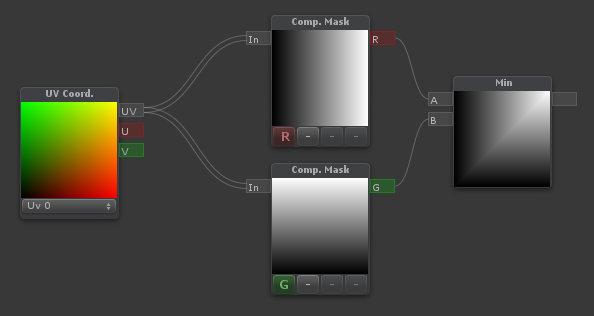 UV Coord.
UV
U
V
Uv 0
Comp. Mask
In
R
R
-
-
-
Comp. Mask
In
G
G
-
-
-
Min
A
B